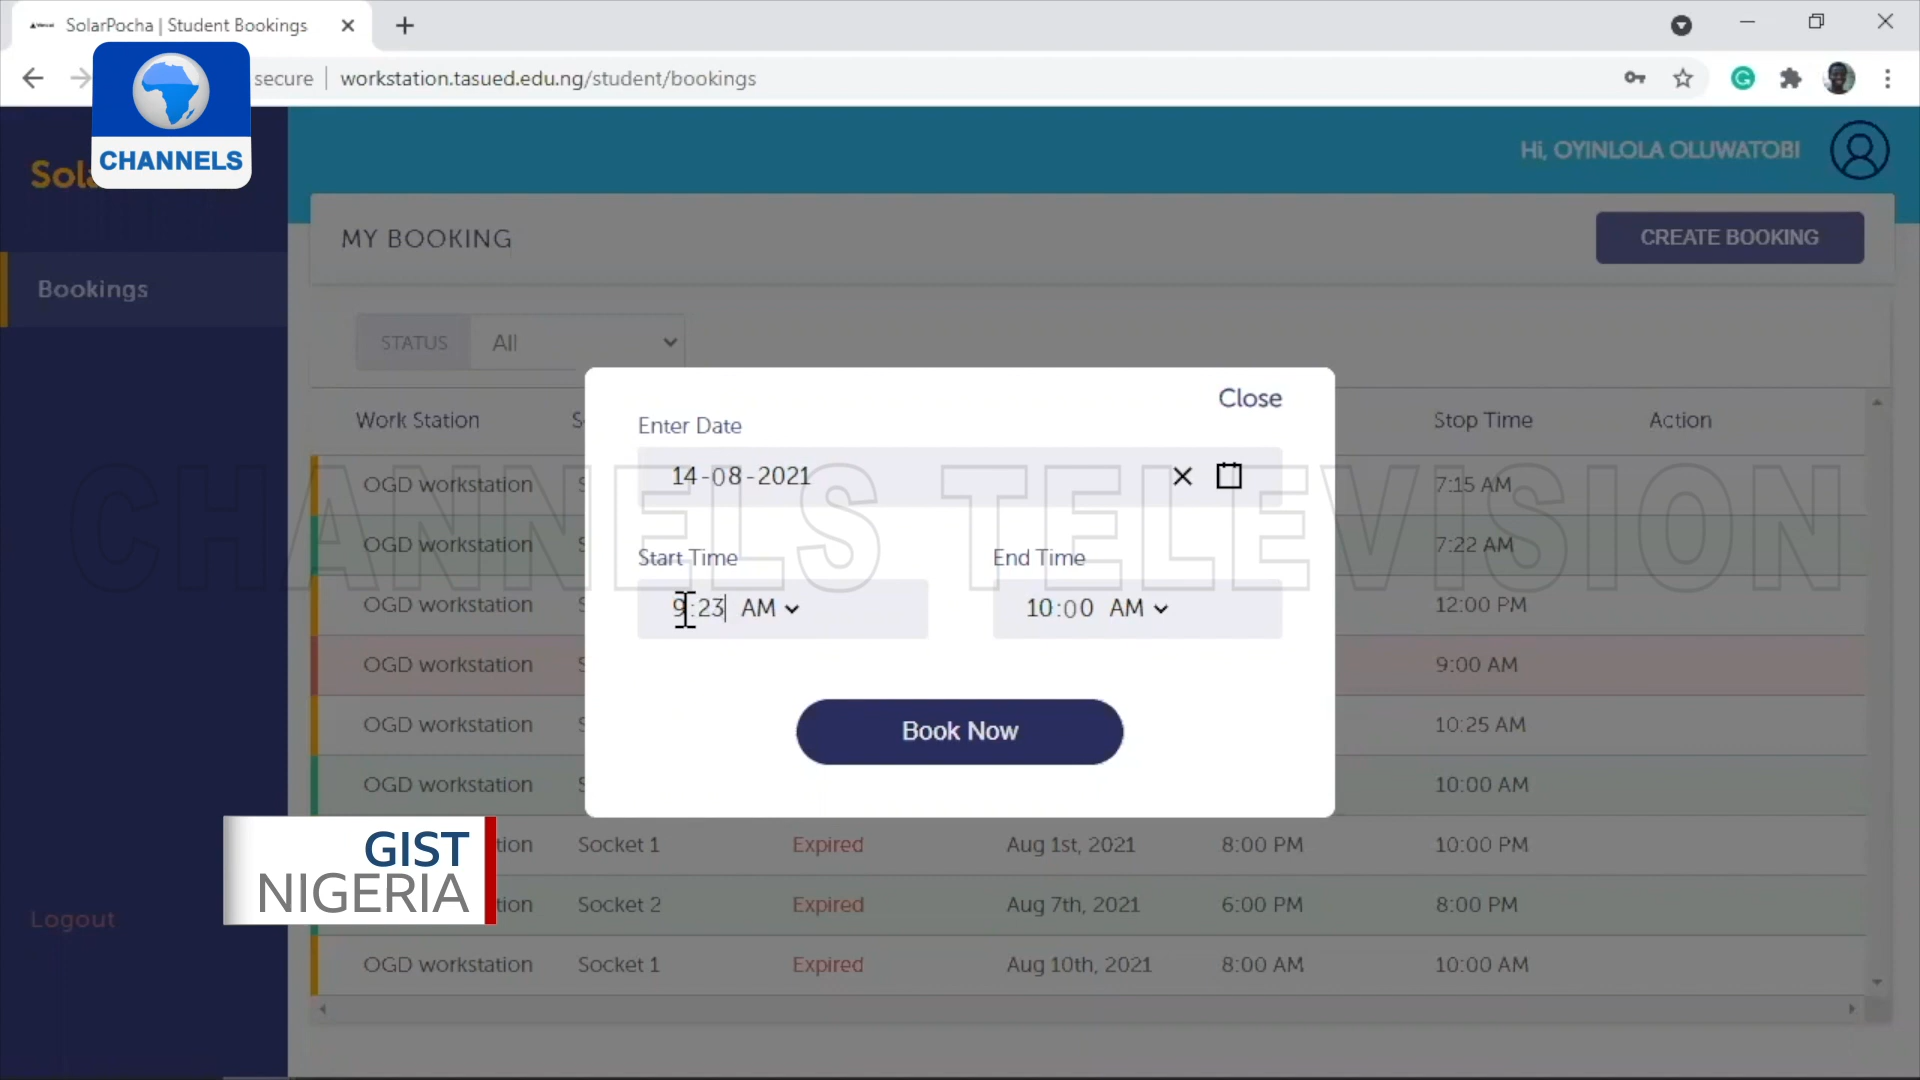 SolarPocha | Student Bookings
secure
workstation.tasued.edu.ng/student/bookings
CHANNELS
Hi, OYINLOLA OLUWATOBI
MY BOOKING
CREATE BOOKING
Bookings
STATUS All
Close
Enter Date
14-08-2021
Start Time End Time
9:23 AM 10:00 AM
Book Now
Work Station Stop Time Action
OGD workstation 7:15 AM
OGD workstation 7:22 AM
OGD workstation 12:00 PM
OGD workstation 9:00 AM
OGD workstation 10:25 AM
OGD workstation 10:00 AM
tion Socket 1 Expired Aug 1st, 2021 8:00 PM 10:00 PM
tion Socket 2 Expired Aug 7th, 2021 6:00 PM 8:00 PM
OGD workstation Socket 1 Expired Aug 10th, 2021 8:00 AM 10:00 AM
CHANNELS TELEVISION
GIST
NIGERIA
Logout